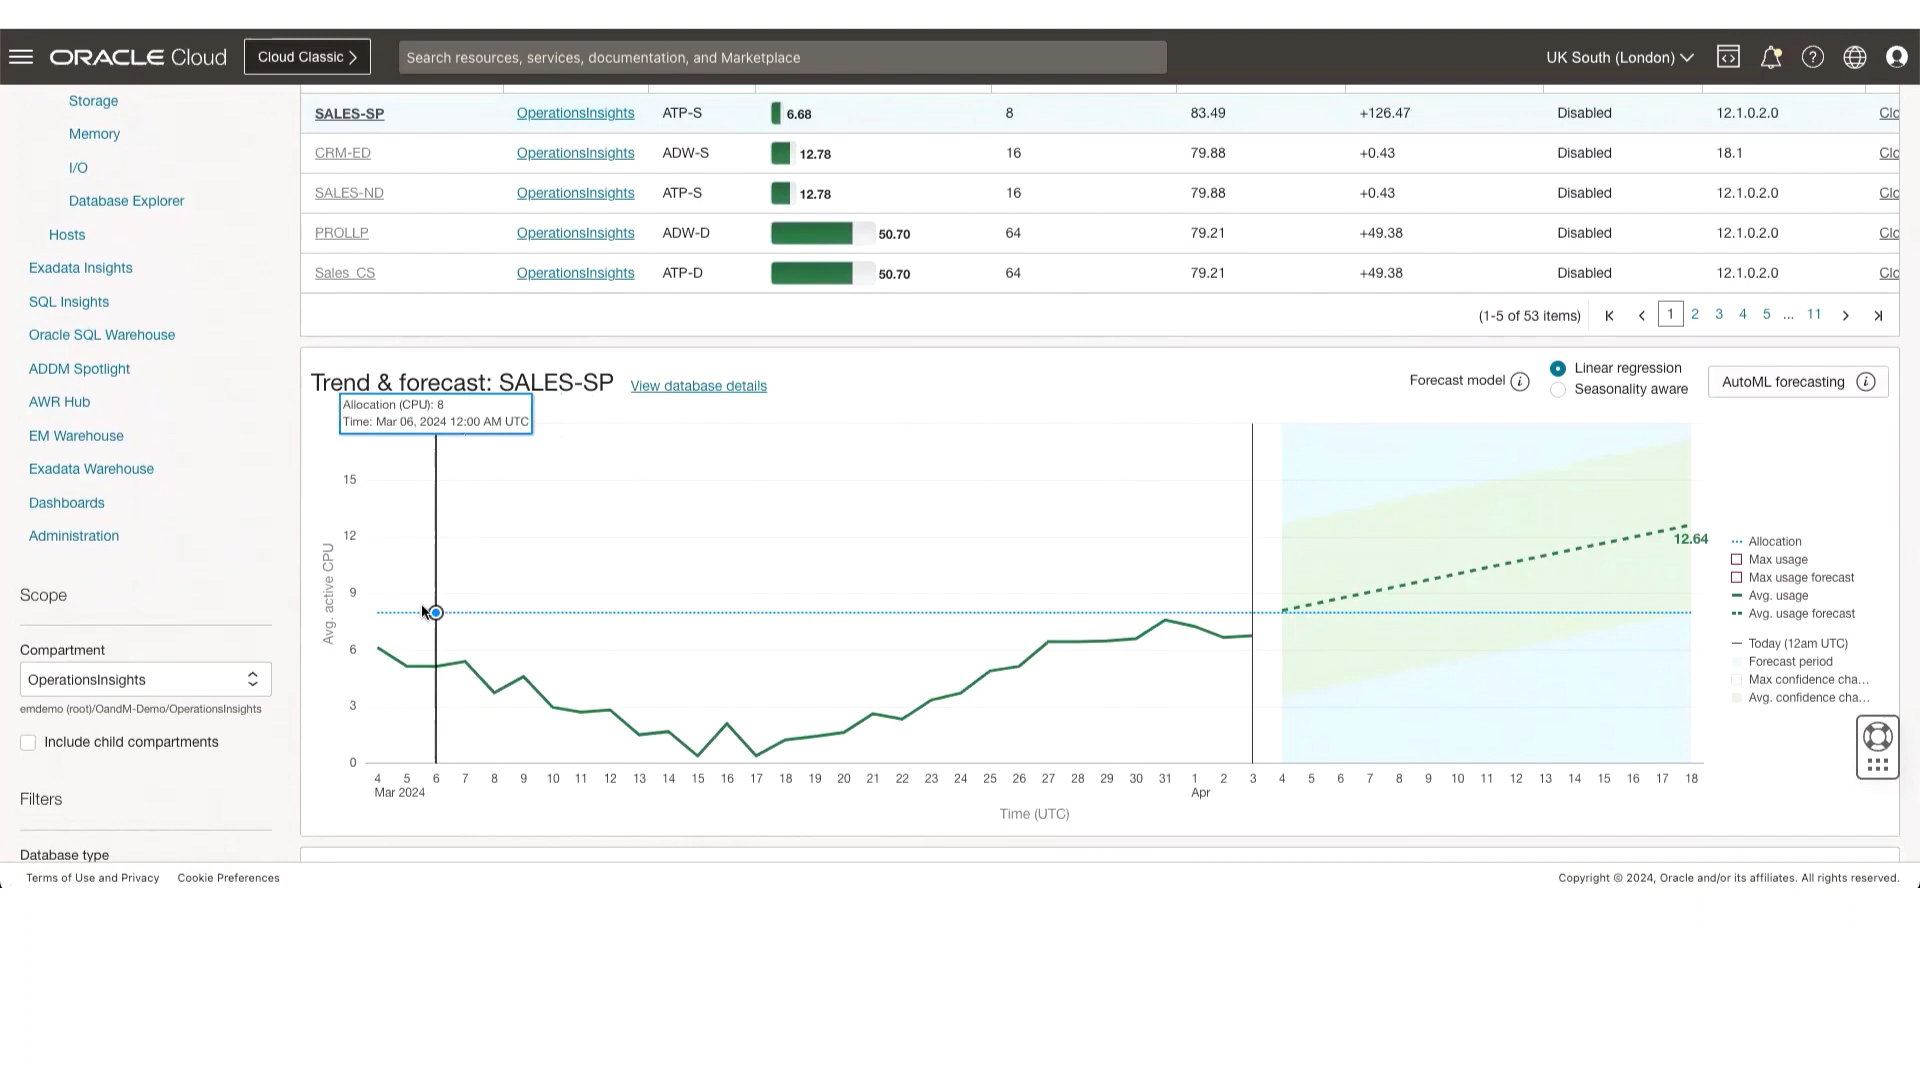 ORACLE Cloud
Cloud Classic
Search resources, services, documentation, and Marketplace
UK South (London)
Storage
Memory
I/O
Database Explorer
Hosts
Exadata Insights
SQL Insights
Oracle SQL Warehouse
ADDM Spotlight
AWR Hub
EM Warehouse
Exadata Warehouse
Dashboards
Administration
Scope
Compartment
OperationsInsights
emdemo (root)/OandM-Demo/OperationsInsights
Include child compartments
Filters
Database type
SALES-SP OperationsInsights ATP-S 6.68 8 83.49 +126.47 Disabled 12.1.0.2.0 Clo
CRM-ED OperationsInsights ADW-S 12.78 16 79.88 +0.43 Disabled 18.1 Clo
SALES-ND OperationsInsights ATP-S 12.78 16 79.88 +0.43 Disabled 12.1.0.2.0 Clo
PROLLP OperationsInsights ADW-D 50.70 64 79.21 +49.38 Disabled 12.1.0.2.0 Clo
Sales_CS OperationsInsights ATP-D 50.70 64 79.21 +49.38 Disabled 12.1.0.2.0 Clo
(1-5 of 53 items) 1 2 3 4 5 ... 11
Trend & forecast: SALES-SP View database details
Forecast model
Linear regression
Seasonality aware
AutoML forecasting
Allocation (CPU): 8
Time: Mar 06, 2024 12:00 AM UTC
Avg. active CPU
15
12
9
6
3
0
12.64
4 5 6 7 8 9 10 11 12 13 14 15 16 17 18 19 20 21 22 23 24 25 26 27 28 29 30 31 1 2 3 4 5 6 7 8 9 10 11 12 13 14 15 16 17 18
Mar 2024 Apr
Time (UTC)
Allocation
Max usage
Max usage forecast
Avg. usage
Avg. usage forecast
Today (12am UTC)
Forecast period
Max confidence cha...
Avg. confidence cha...
Terms of Use and Privacy Cookie Preferences
Copyright © 2024, Oracle and/or its affiliates. All rights reserved.